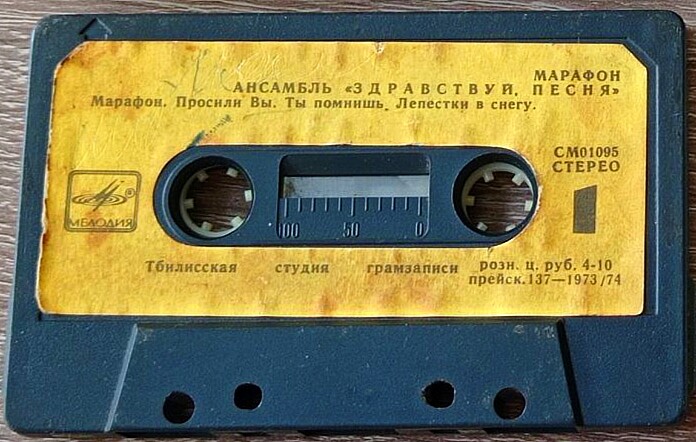 МАРАФОН
АНСАМБЛЬ «ЗДРАВСТВУЙ, ПЕСНЯ»
Марафон. Просили Вы. Ты помнишь. Лепестки в снегу.
СМ01095
СТЕРЕО
МЕЛОДИЯ
1
100 50 0
Тбилисская студия грамзаписи розн. ц. руб. 4-10
прейск. 137—1973/74